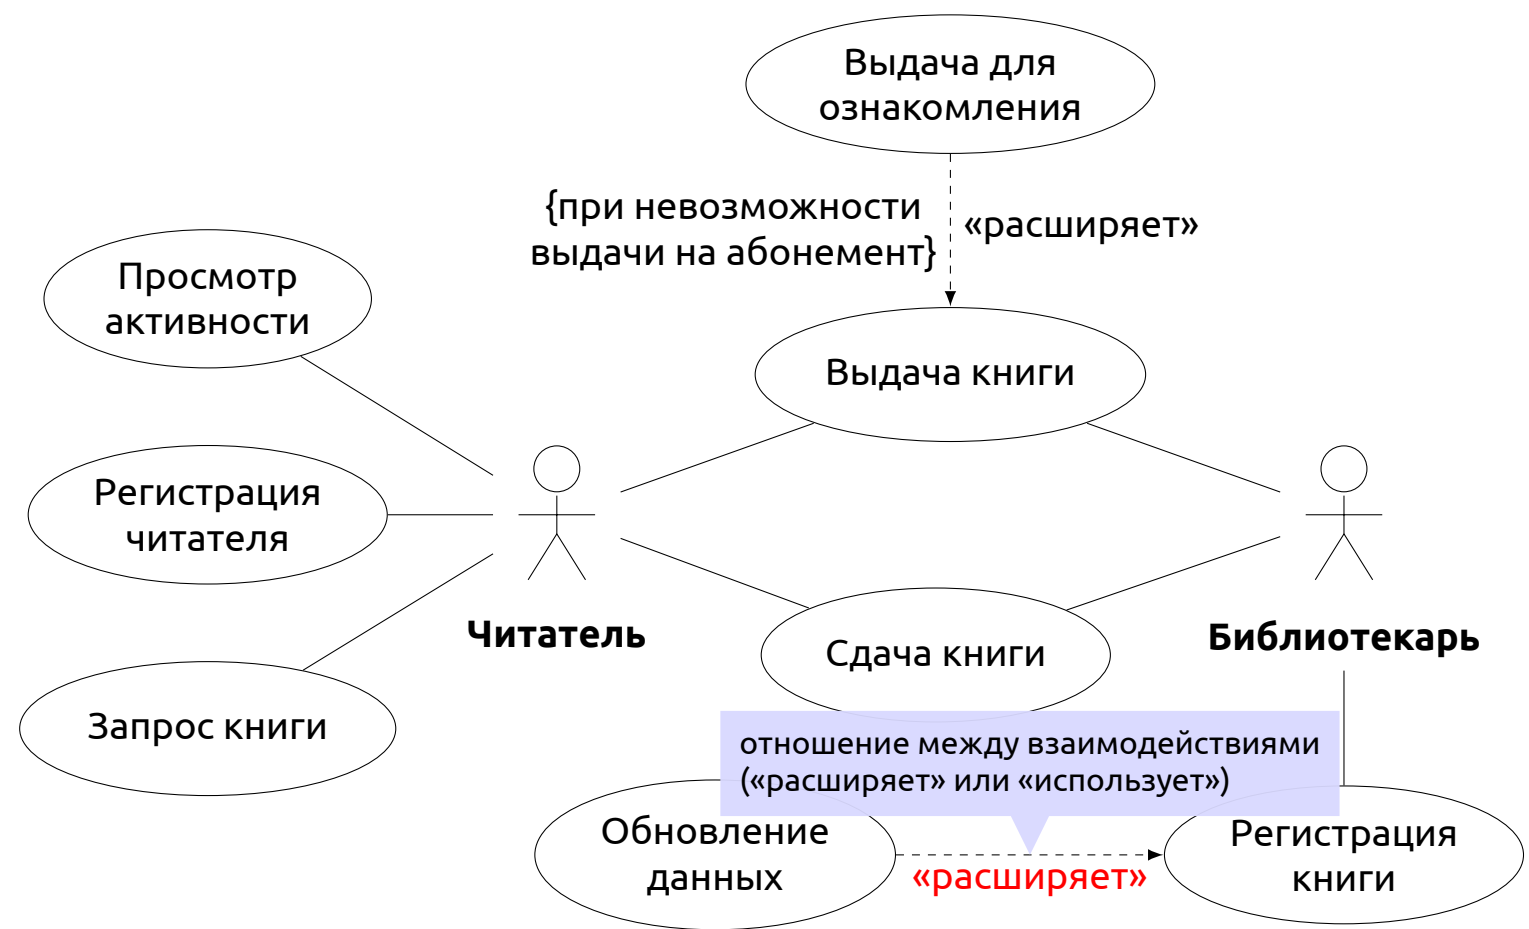 Выдача для
ознакомления
{при невозможности
выдачи на абонемент}
«расширяет»
Просмотр
активности
Выдача книги
Регистрация
читателя
Читатель
Библиотекарь
Сдача книги
Запрос книги
отношение между взаимодействиями
(«расширяет» или «использует»)
Обновление
данных
«расширяет»
Регистрация
книги